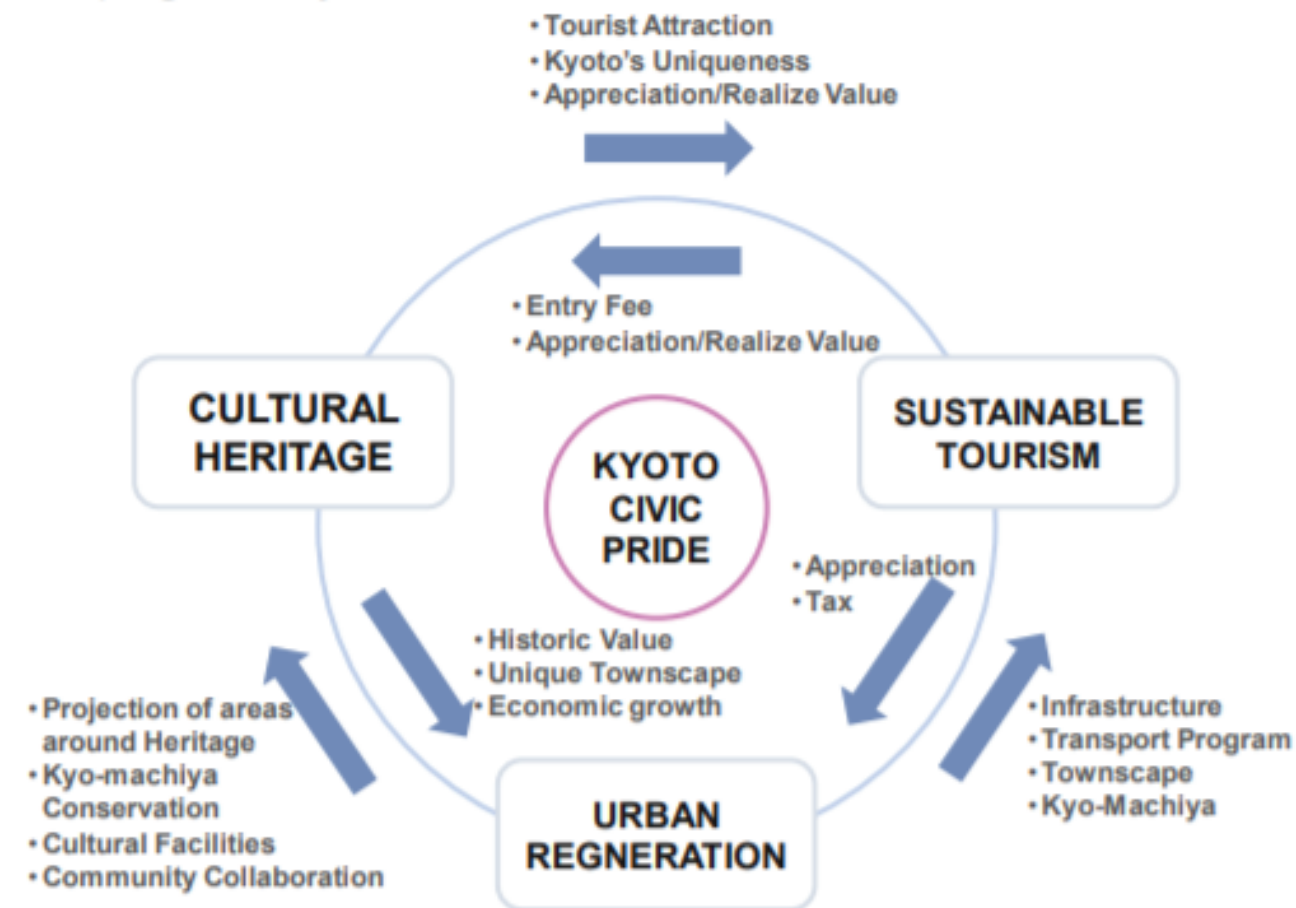 • Tourist Attraction
• Kyoto's Uniqueness
• Appreciation/Realize Value
• Entry Fee
• Appreciation/Realize Value
CULTURAL
HERITAGE
KYOTO
CIVIC
PRIDE
SUSTAINABLE
TOURISM
• Appreciation
• Tax
• Historic Value
• Unique Townscape
• Economic growth
• Projection of areas
around Heritage
• Kyo-machiya
Conservation
• Cultural Facilities
• Community Collaboration
• Infrastructure
• Transport Program
• Townscape
• Kyo-Machiya
URBAN
REGNERATION